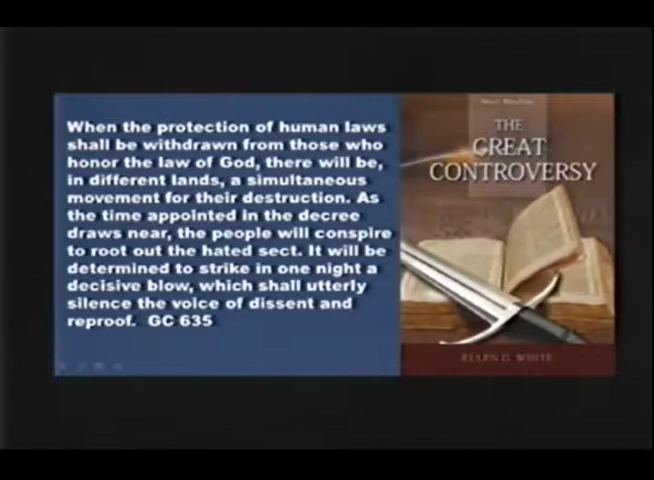 When the protection of human laws
shall be withdrawn from those who
honor the law of God, there will be,
in different lands, a simultaneous
movement for their destruction. As
the time appointed in the decree
draws near, the people will conspire
to root out the hated sect. It will be
determined to strike in one night a
decisive blow, which shall utterly
silence the voice of dissent and
reproof. GC 635
THE
GREAT
CONTROVERSY
ELLEN G. WHITE